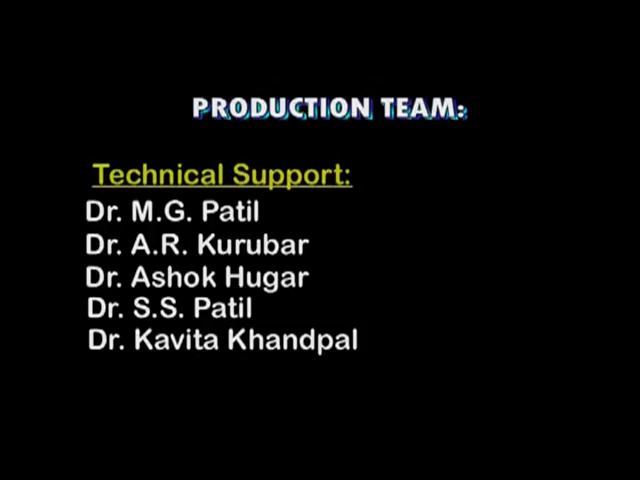 PRODUCTION TEAM:
Technical Support:
Dr. M.G. Patil
Dr. A.R. Kurubar
Dr. Ashok Hugar
Dr. S.S. Patil
Dr. Kavita Khandpal